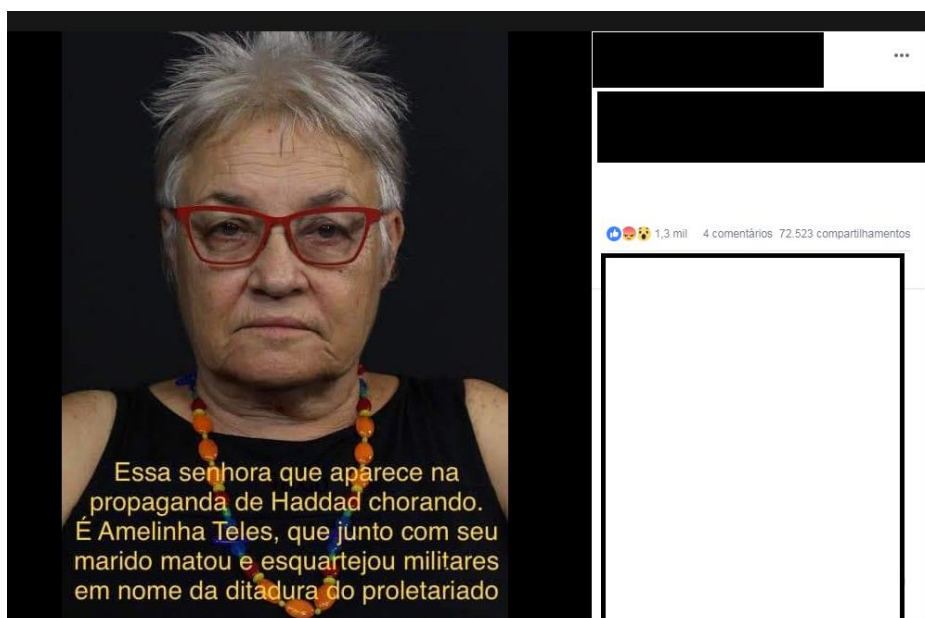 1,3 mil 4 comentários 72.523 compartilhamentos
Essa senhora que aparece na
propaganda de Haddad chorando.
É Amelinha Teles, que junto com seu
marido matou e esquartejou militares
em nome da ditadura do proletariado